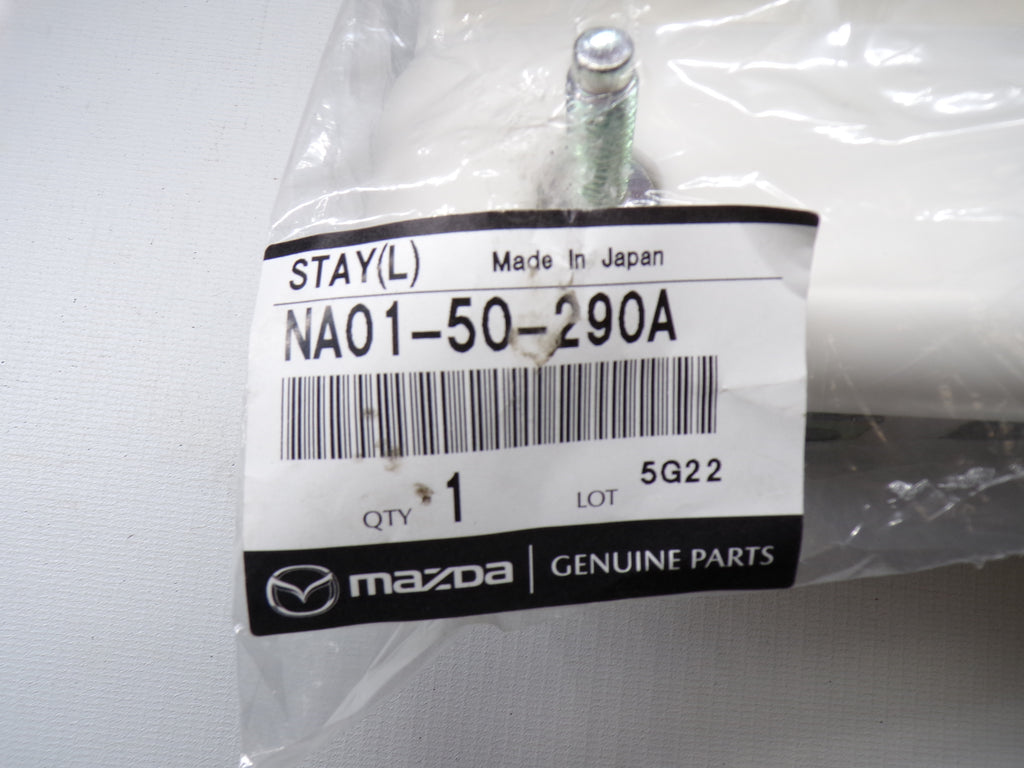 STAY(L) Made In Japan
NA01-50-290A
QTY 1 LOT 5G22
mazda GENUINE PARTS